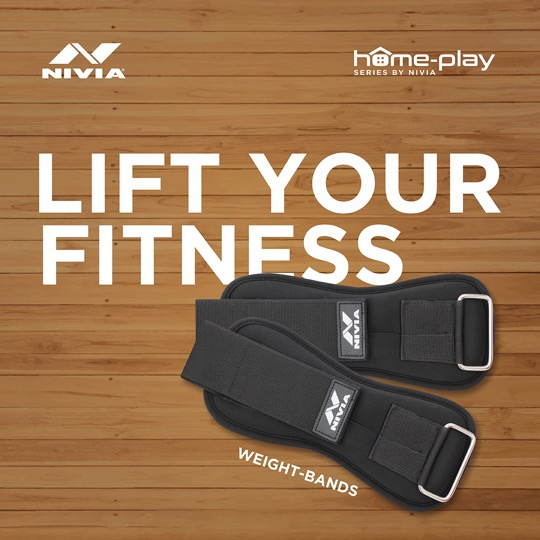 NIVIA
home-play
SERIES BY NIVIA
LIFT YOUR
FITNESS
NIVIA
NIVIA
WEIGHT-BANDS